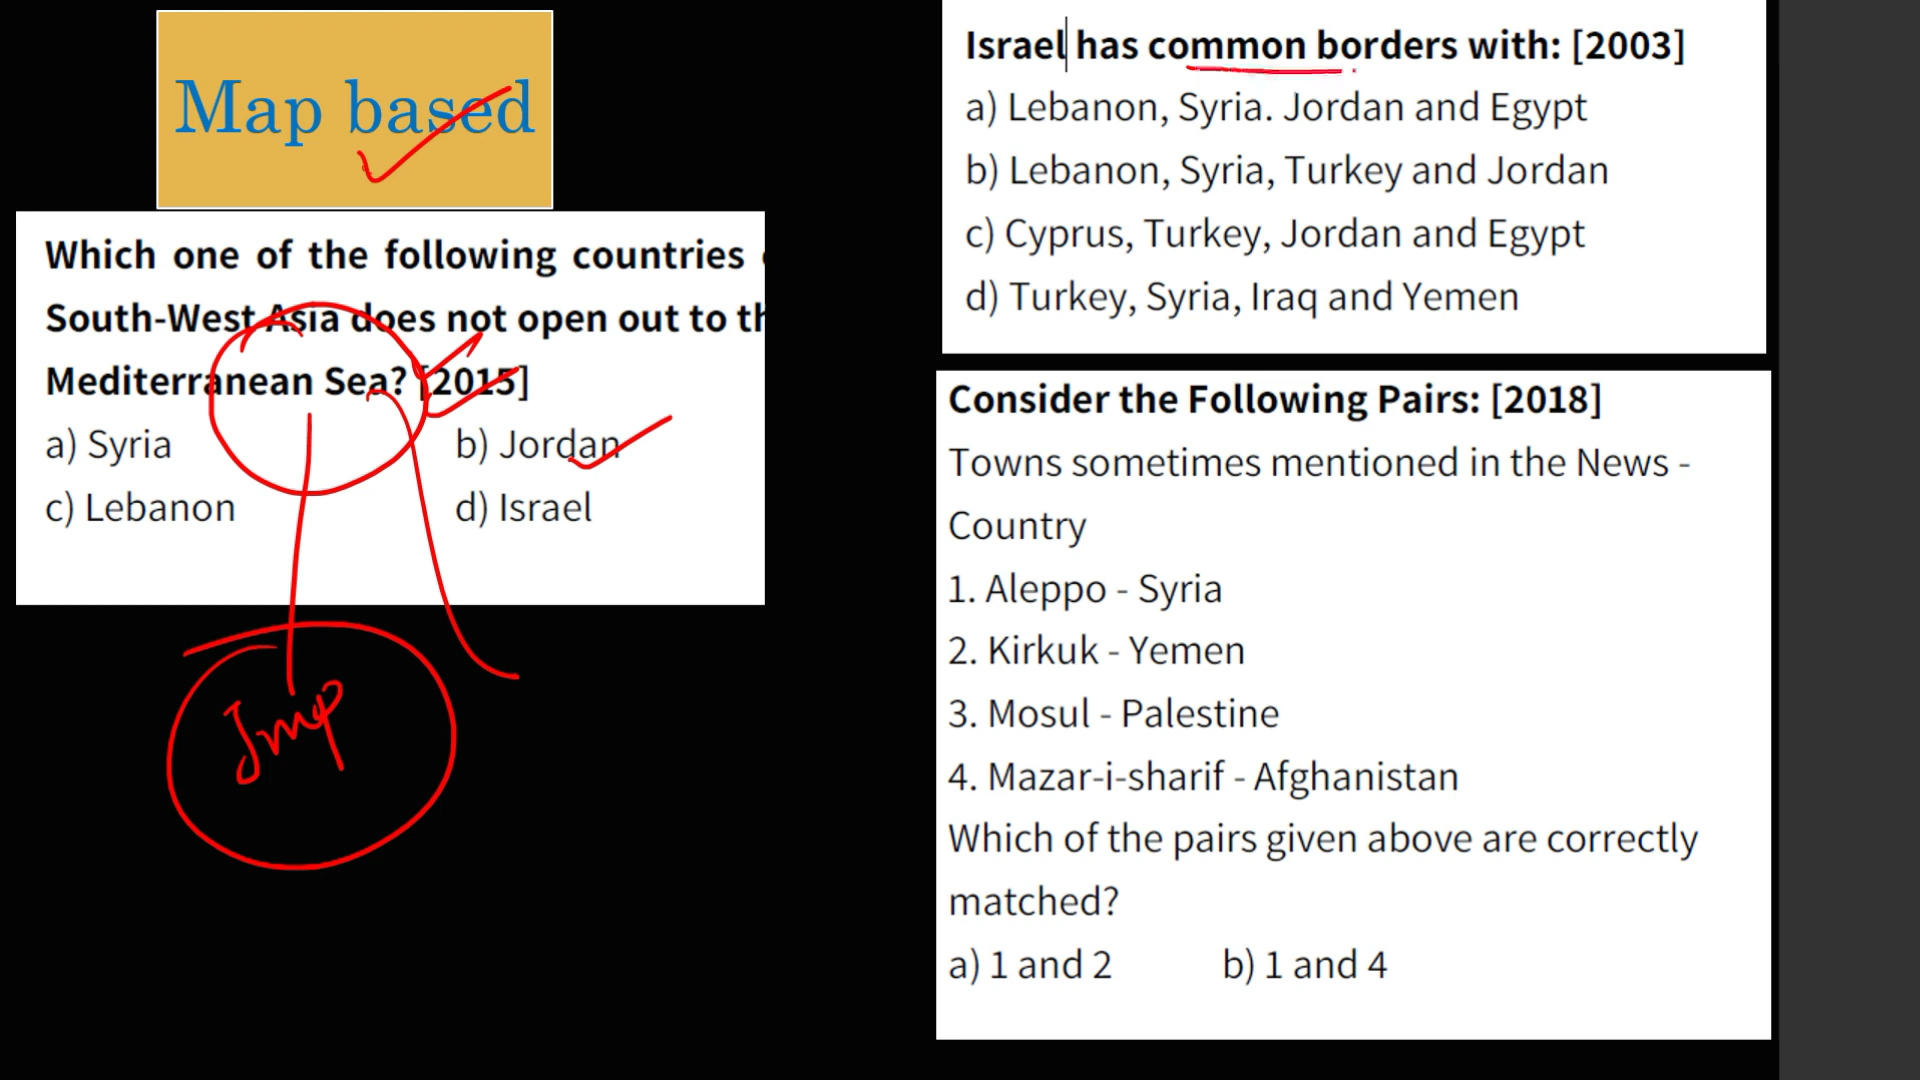 Map based
Which one of the following countries
South-West Asia does not open out to th
Mediterranean Sea? [2015]
a) Syria b) Jordan
c) Lebanon d) Israel
Imp
Israel has common borders with: [2003]
a) Lebanon, Syria. Jordan and Egypt
b) Lebanon, Syria, Turkey and Jordan
c) Cyprus, Turkey, Jordan and Egypt
d) Turkey, Syria, Iraq and Yemen
Consider the Following Pairs: [2018]
Towns sometimes mentioned in the News -
Country
1. Aleppo - Syria
2. Kirkuk - Yemen
3. Mosul - Palestine
4. Mazar-i-sharif - Afghanistan
Which of the pairs given above are correctly
matched?
a) 1 and 2 b) 1 and 4